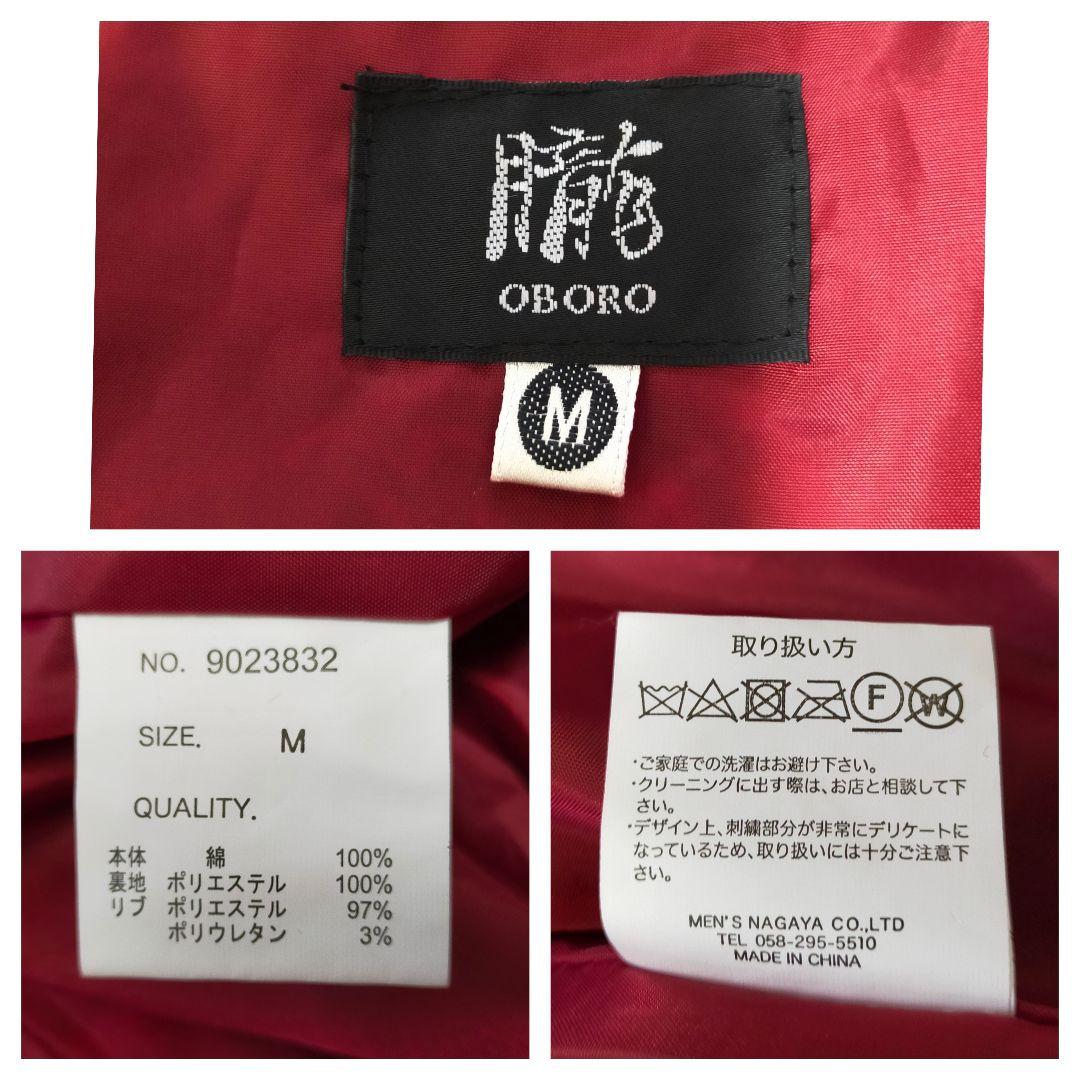 朧
OBORO
M
NO. 9023832
SIZE. M
QUALITY.
本体 綿 100%
裏地 ポリエステル 100%
リブ ポリエステル 97%
ポリウレタン 3%
取り扱い方
F W
・ご家庭での洗濯はお避け下さい。
・クリーニングに出す際は、お店と相談して下
さい。
・デザイン上、刺繍部分が非常にデリケートに
なっているため、取り扱いには十分ご注意下
さい。
MEN'S NAGAYA CO.,LTD
TEL 058-295-5510
MADE IN CHINA